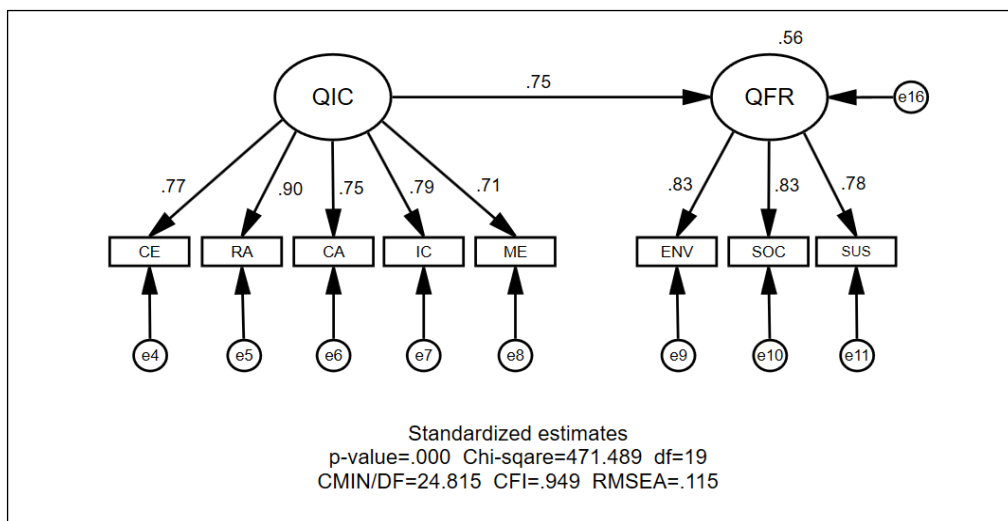 .56
QIC
.75
QFR
e16
.77
.90
.75
.79
.71
.83
.83
.78
CE
RA
CA
IC
ME
ENV
SOC
SUS
e4
e5
e6
e7
e8
e9
e10
e11
Standardized estimates
p-value=.000 Chi-sqare=471.489 df=19
CMIN/DF=24.815 CFI=.949 RMSEA=.115